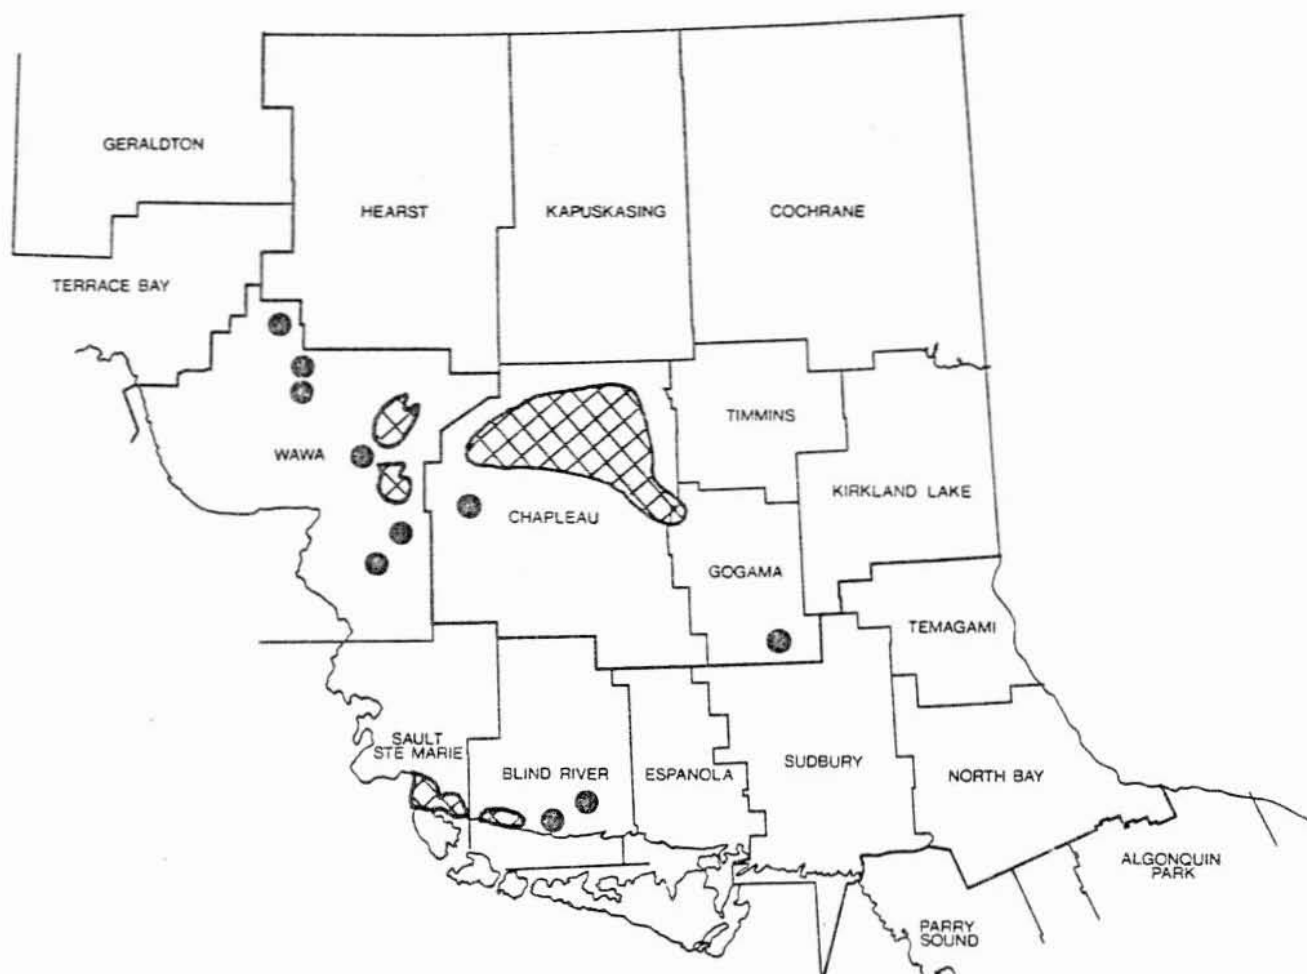 GERALDTON
HEARST
KAPUSKASING
COCHRANE
TERRACE BAY
TIMMINS
WAWA
KIRKLAND LAKE
CHAPLEAU
GOGAMA
TEMAGAMI
SAULT
STE MARIE
BLIND RIVER
ESPANOLA
SUDBURY
NORTH BAY
ALGONQUIN
PARK
PARRY
SOUND